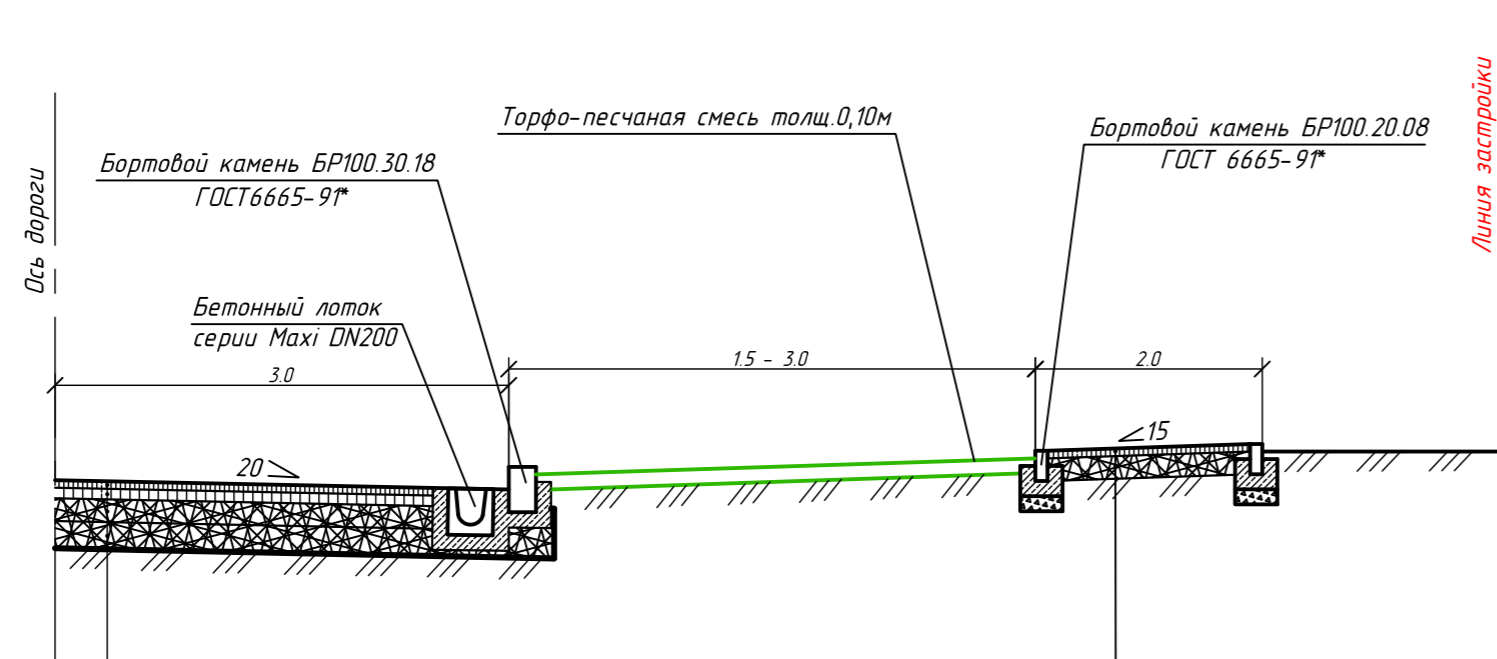 Ось дороги
Бортовой камень БР100.30.18
ГОСТ6665-91*
Бетонный лоток
серии Maxi DN200
Торфо-песчаная смесь толщ.0,10м
Бортовой камень БР100.20.08
ГОСТ 6665-91*
Линия застройки
3.0
1.5 - 3.0
2.0
20
15